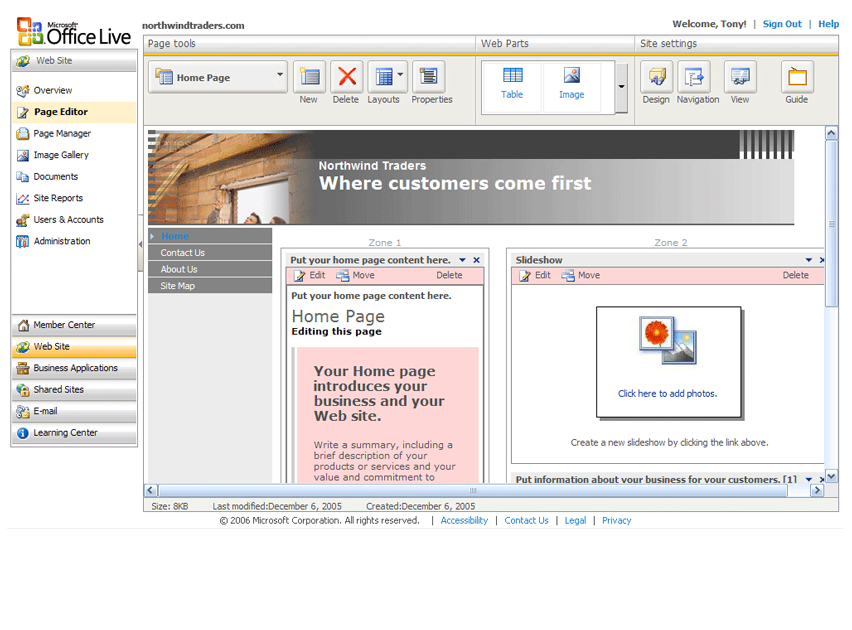 Microsoft
Office Live
northwindtraders.com
Welcome, Tony! | Sign Out | Help
Web Site
Overview
Page Editor
Page Manager
Image Gallery
Documents
Site Reports
Users & Accounts
Administration
Member Center
Web Site
Business Applications
Shared Sites
E-mail
Learning Center
Page tools
Web Parts
Site settings
Home Page
New
Delete
Layouts
Properties
Table
Image
Design
Navigation
View
Guide
Northwind Traders
Where customers come first
Home
Contact Us
About Us
Site Map
Zone 1
Put your home page content here.
Edit Move Delete
Put your home page content here.
Home Page
Editing this page
Your Home page
introduces your
business and your
Web site.
Write a summary, including a
brief description of your
products or services and your
value and commitment to
Zone 2
Slideshow
Edit Move Delete
Click here to add photos.
Create a new slideshow by clicking the link above.
Put information about your business for your customers. [1]
Size: 8KB Last modified:December 6, 2005 Created:December 6, 2005
© 2006 Microsoft Corporation. All rights reserved. | Accessibility | Contact Us | Legal | Privacy